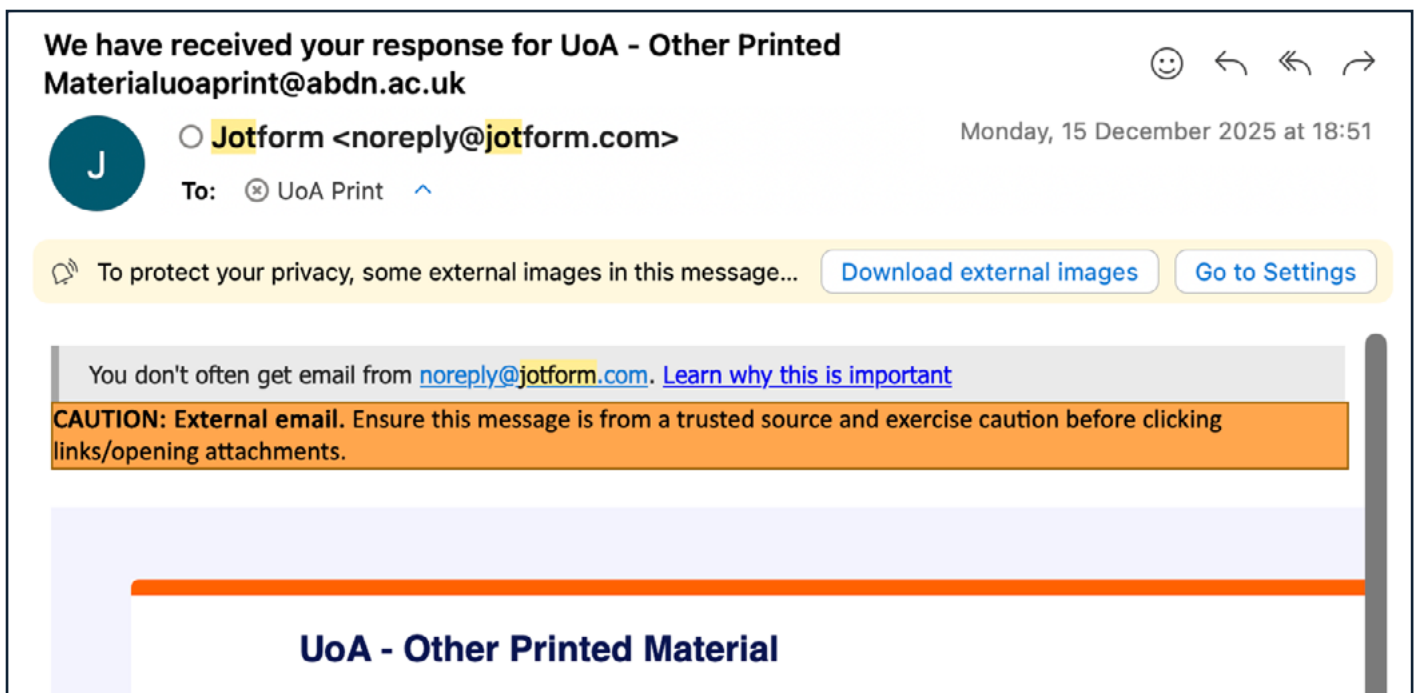 We have received your response for UoA - Other Printed
Materialuoaprint@abdn.ac.uk
J
Jotform <noreply@jotform.com>
Monday, 15 December 2025 at 18:51
To: UoA Print
To protect your privacy, some external images in this message...
Download external images
Go to Settings
You don't often get email from noreply@jotform.com. Learn why this is important
CAUTION: External email. Ensure this message is from a trusted source and exercise caution before clicking
links/opening attachments.
UoA - Other Printed Material